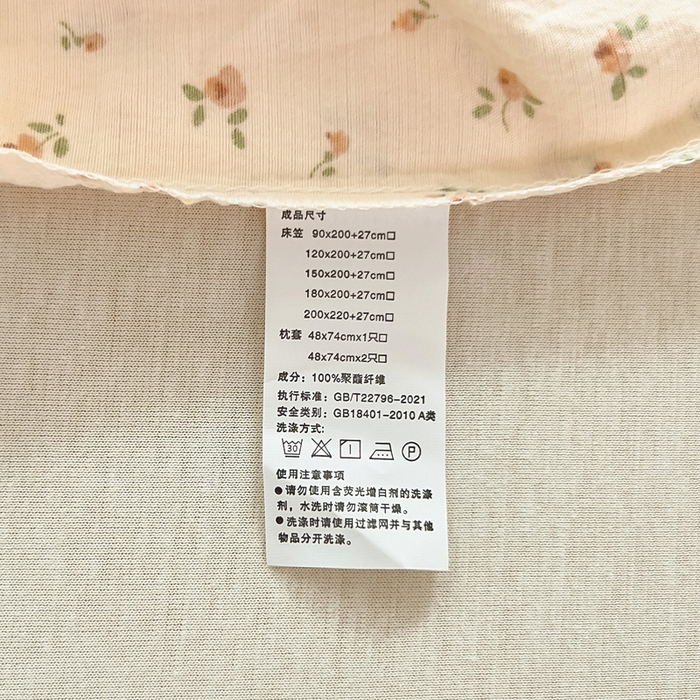 成品尺寸
床笠 90x200+27cm□
120x200+27cm□
150x200+27cm□
180x200+27cm□
200x220+27cm□
枕套 48x74cmx1只□
48x74cmx2只□
成分：100%聚酯纤维
执行标准：GB/T22796-2021
安全类别：GB18401-2010 A类
洗涤方式:
30 P
使用注意事项
●请勿使用含荧光增白剂的洗涤
剂，水洗时请勿滚筒干燥。
●洗涤时请使用过滤网并与其他
物品分开洗涤。